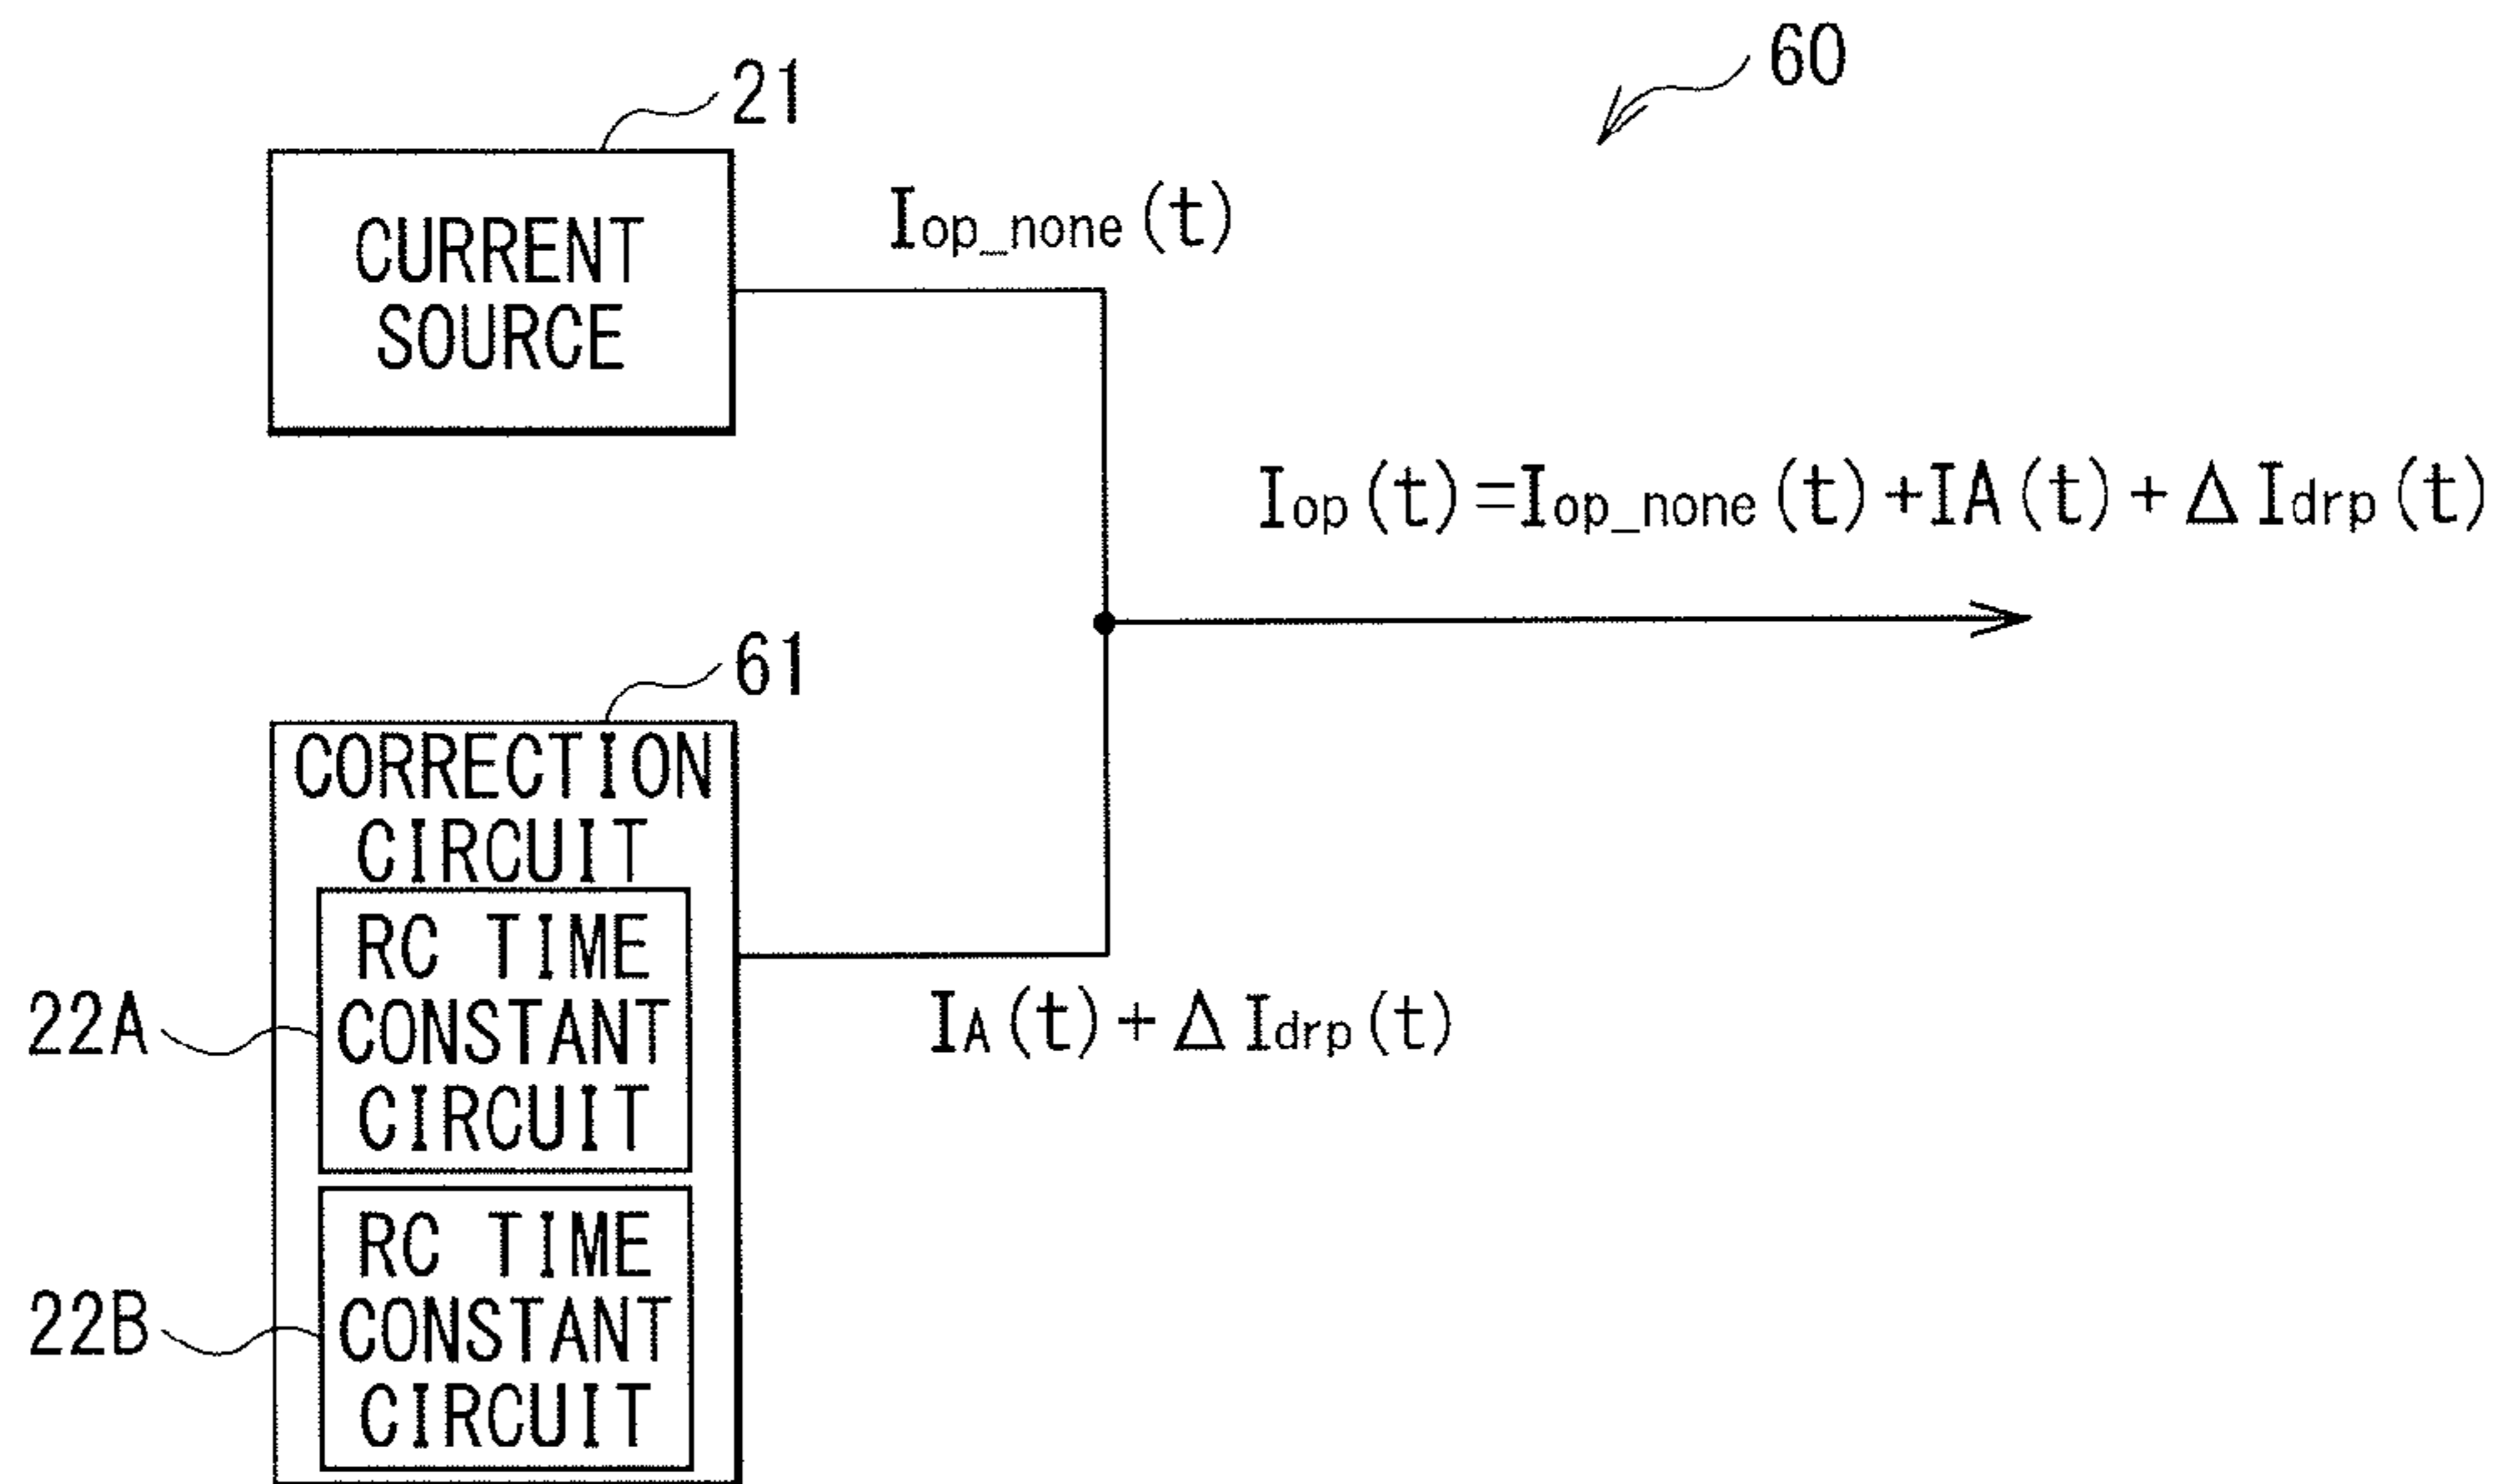 60
21
CURRENT
SOURCE
Iop_none(t)
Iop(t)=Iop_none(t)+IA(t)+ΔIdrp(t)
61
CORRECTION
CIRCUIT
22A
RC TIME
CONSTANT
CIRCUIT
IA(t)+ΔIdrp(t)
22B
RC TIME
CONSTANT
CIRCUIT